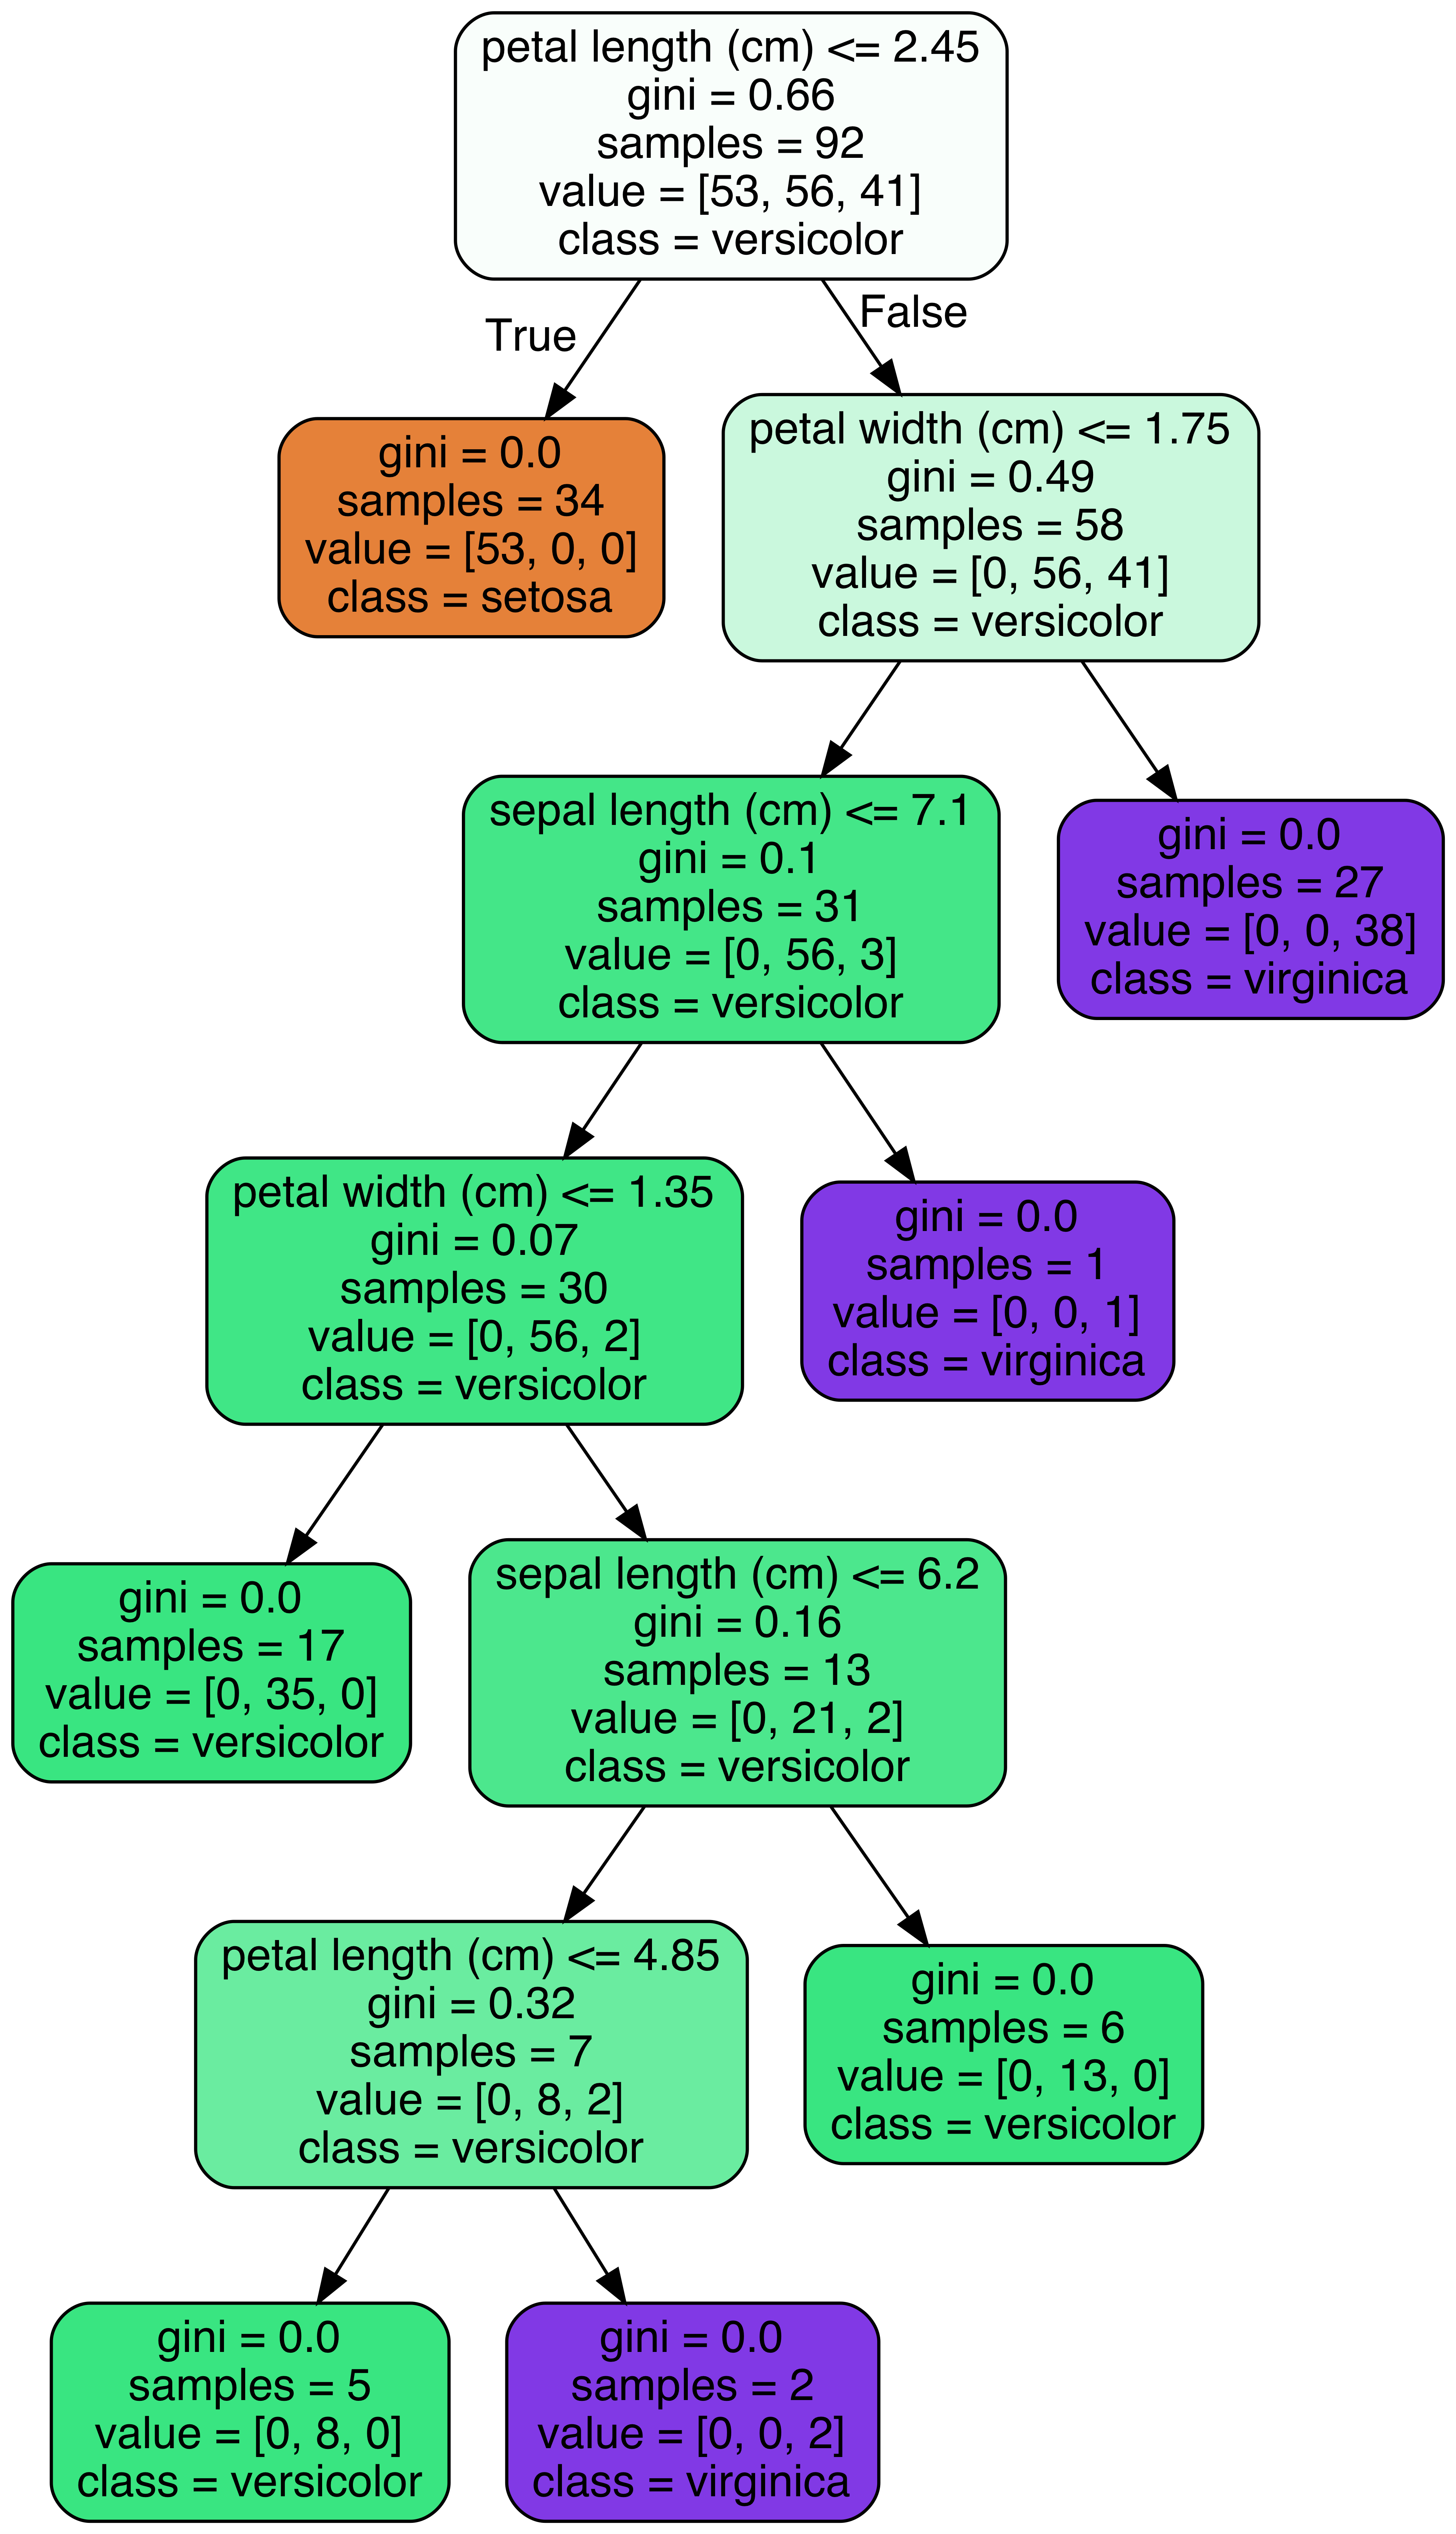 petal length (cm) <= 2.45
gini = 0.66
samples = 92
value = [53, 56, 41]
class = versicolor
True
False
gini = 0.0
samples = 34
value = [53, 0, 0]
class = setosa
petal width (cm) <= 1.75
gini = 0.49
samples = 58
value = [0, 56, 41]
class = versicolor
sepal length (cm) <= 7.1
gini = 0.1
samples = 31
value = [0, 56, 3]
class = versicolor
gini = 0.0
samples = 27
value = [0, 0, 38]
class = virginica
petal width (cm) <= 1.35
gini = 0.07
samples = 30
value = [0, 56, 2]
class = versicolor
gini = 0.0
samples = 1
value = [0, 0, 1]
class = virginica
gini = 0.0
samples = 17
value = [0, 35, 0]
class = versicolor
sepal length (cm) <= 6.2
gini = 0.16
samples = 13
value = [0, 21, 2]
class = versicolor
petal length (cm) <= 4.85
gini = 0.32
samples = 7
value = [0, 8, 2]
class = versicolor
gini = 0.0
samples = 6
value = [0, 13, 0]
class = versicolor
gini = 0.0
samples = 5
value = [0, 8, 0]
class = versicolor
gini = 0.0
samples = 2
value = [0, 0, 2]
class = virginica